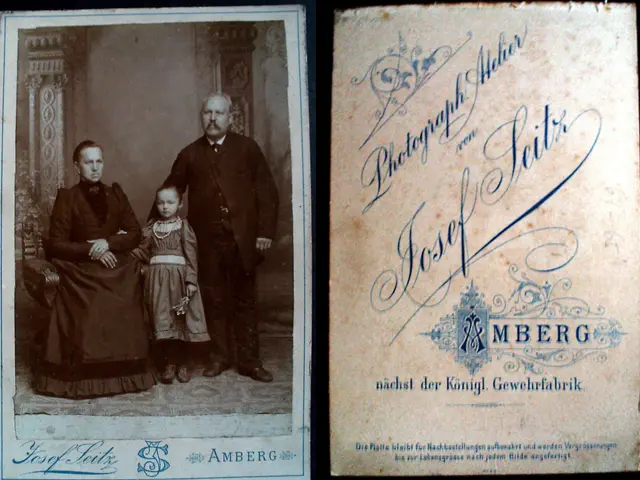 Josef Seitz JS AMBERG
Photograph. Atelier
von
Josef Seitz
AMBERG
nächst der Königl. Gewehrfabrik.
Die Platte bleibt für Nachbestellungen aufbewahrt und werden Vergrösserungen
bis zur Lebensgrösse nach jedem Bilde angefertigt.